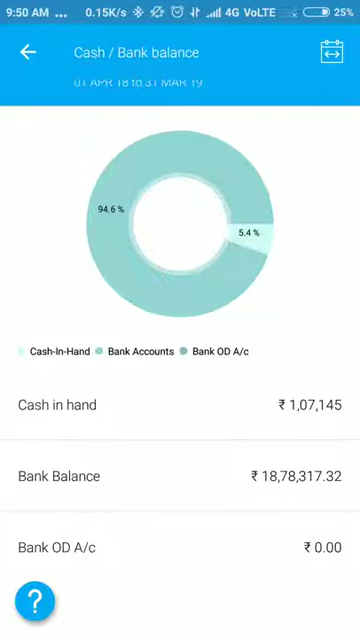 9:50 AM ... 0.15K/s 4G VoLTE 25%
Cash / Bank balance
01 APR 18 to 31 MAR 19
94.6 %
5.4 %
Cash-In-Hand Bank Accounts Bank OD A/c
Cash in hand ₹ 1,07,145
Bank Balance ₹ 18,78,317.32
Bank OD A/c ₹ 0.00
?